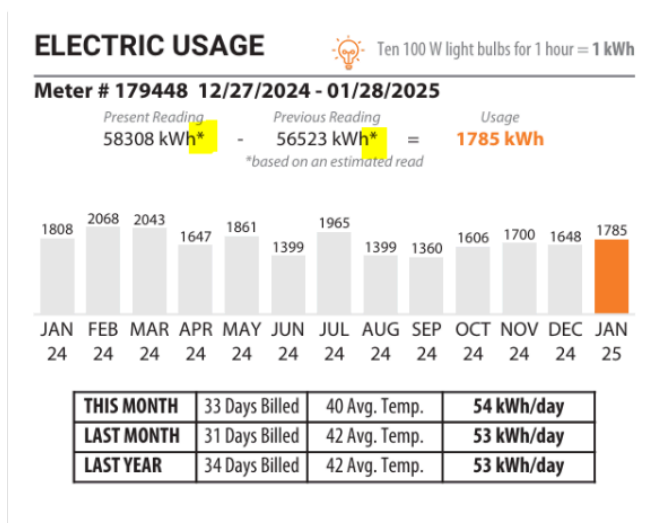 ELECTRIC USAGE
Ten 100 W light bulbs for 1 hour = 1 kWh
Meter # 179448 12/27/2024 - 01/28/2025
Present Reading Previous Reading Usage
58308 kWh* - 56523 kWh* = 1785 kWh
*based on an estimated read
1808 2068 2043 1647 1861 1399 1965 1399 1360 1606 1700 1648 1785
JAN FEB MAR APR MAY JUN JUL AUG SEP OCT NOV DEC JAN
24 24 24 24 24 24 24 24 24 24 24 24 25
THIS MONTH 33 Days Billed 40 Avg. Temp. 54 kWh/day
LAST MONTH 31 Days Billed 42 Avg. Temp. 53 kWh/day
LAST YEAR 34 Days Billed 42 Avg. Temp. 53 kWh/day